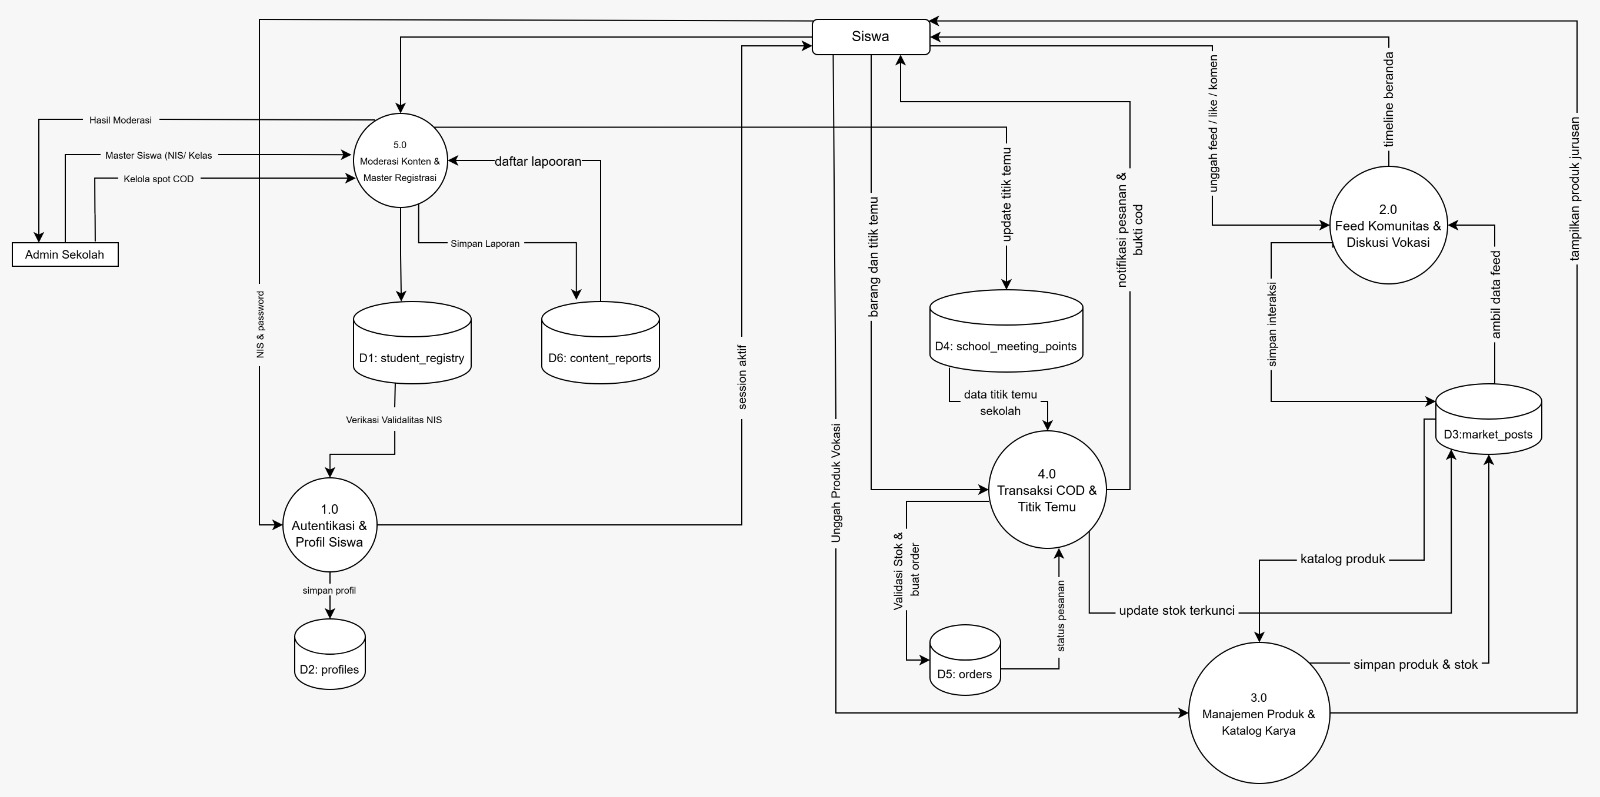 Siswa
Hasil Moderasi
Master Siswa (NIS/ Kelas
Kelola spot COD
Admin Sekolah
5.0
Moderasi Konten &
Master Registrasi
daftar lapooran
Simpan Laporan
D1: student_registry
D6: content_reports
NIS & password
Verikasi Validalitas NIS
1.0
Autentikasi &
Profil Siswa
simpan profil
D2: profiles
session aktif
Unggah Produk Vokasi
barang dan titik temu
update titik temu
notifikasi pesanan &
bukti cod
D4: school_meeting_points
data titik temu
sekolah
4.0
Transaksi COD &
Titik Temu
Validasi Stok &
buat order
status pesanan
D5: orders
unggah feed / like / komen
timeline beranda
2.0
Feed Komunitas &
Diskusi Vokasi
simpan interaksi
ambil data feed
D3:market_posts
katalog produk
update stok terkunci
simpan produk & stok
3.0
Manajemen Produk &
Katalog Karya
tampilkan produk jurusan